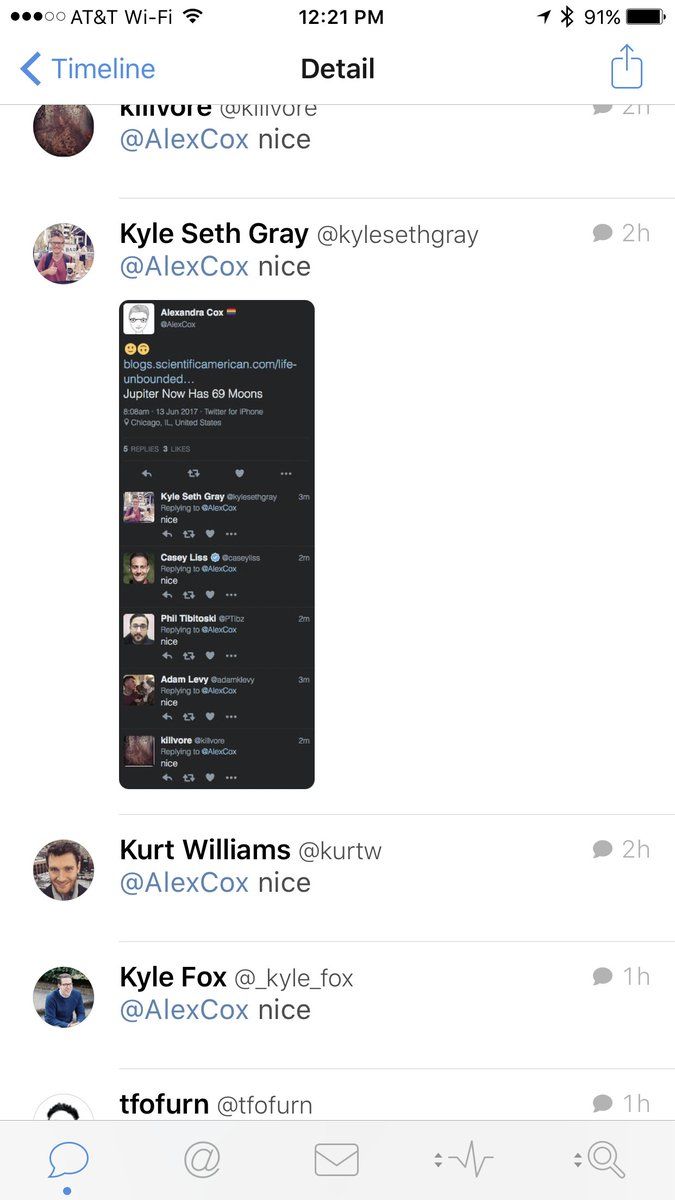 AT&T Wi-Fi 12:21 PM 91%
Timeline Detail
killvore @killvore 2h
@AlexCox nice
Kyle Seth Gray @kylesethgray 2h
@AlexCox nice
Alexandra Cox
@AlexCox
blogs.scientificamerican.com/life-
unbounded…
Jupiter Now Has 69 Moons
8:08am · 13 Jun 2017 · Twitter for iPhone
Chicago, IL, United States
5 REPLIES 3 LIKES
Kyle Seth Gray @kylesethgray 3m
Replying to @AlexCox
nice
Casey Liss @caseyliss 2m
Replying to @AlexCox
nice
Phil Tibitoski @PTibz 2m
Replying to @AlexCox
nice
Adam Levy @adamklevy 3m
Replying to @AlexCox
nice
killvore @killvore 2m
Replying to @AlexCox
nice
Kurt Williams @kurtw 2h
@AlexCox nice
Kyle Fox @_kyle_fox 1h
@AlexCox nice
tfofurn @tfofurn 1h